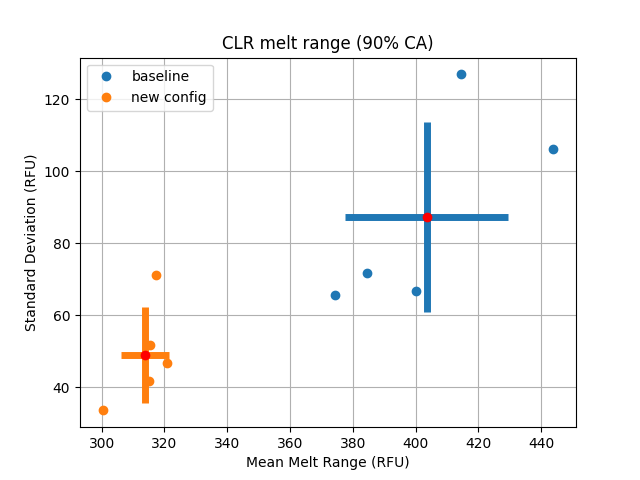 CLR melt range (90% CA)
baseline
new config
120
100
80
60
40
Standard Deviation (RFU)
300 320 340 360 380 400 420 440
Mean Melt Range (RFU)